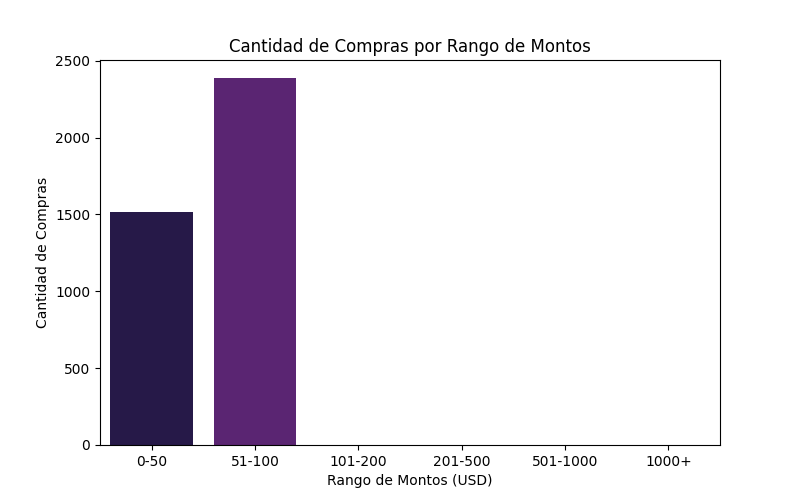 Cantidad de Compras por Rango de Montos
2500
2000
1500
1000
500
0
Cantidad de Compras
0-50 51-100 101-200 201-500 501-1000 1000+
Rango de Montos (USD)